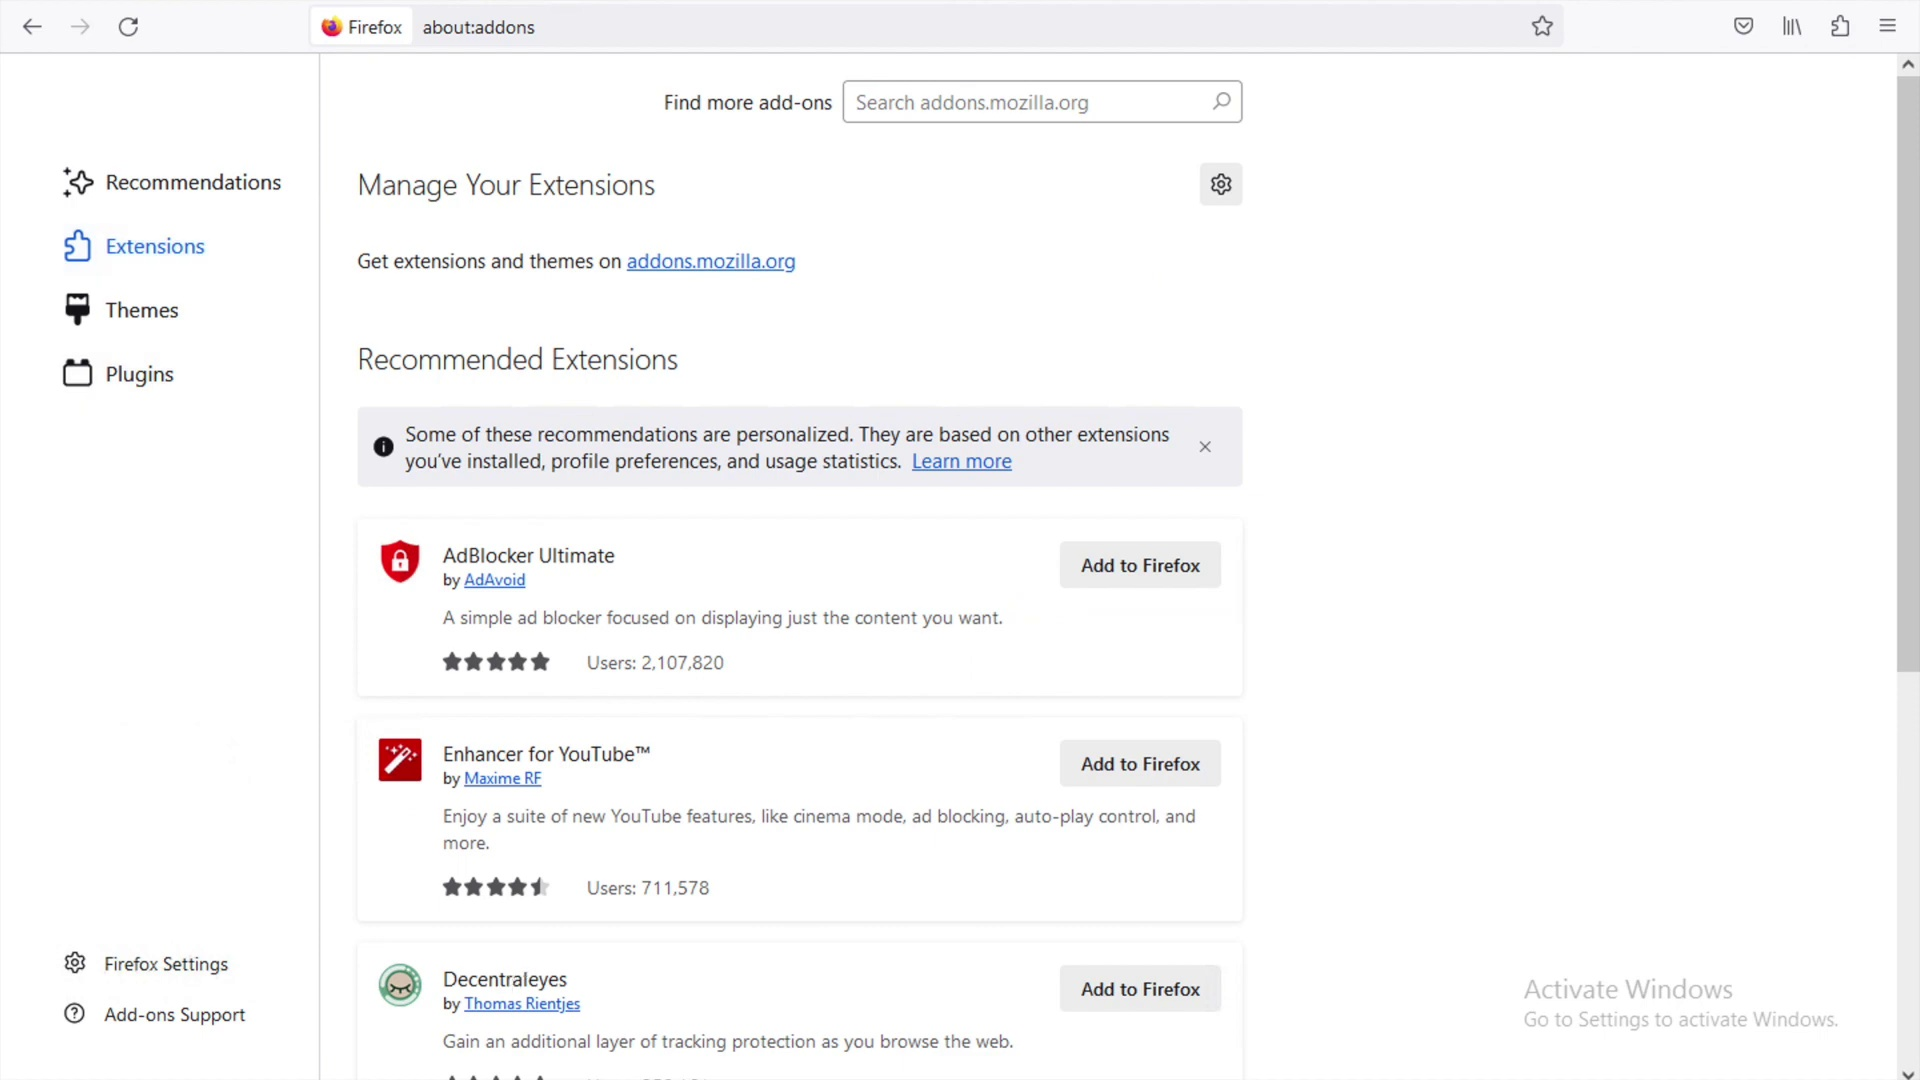 Firefox
about:addons
Find more add-ons
Search addons.mozilla.org
Recommendations
Extensions
Themes
Plugins
Manage Your Extensions
Get extensions and themes on addons.mozilla.org
Recommended Extensions
Some of these recommendations are personalized. They are based on other extensions
you’ve installed, profile preferences, and usage statistics. Learn more
AdBlocker Ultimate
by AdAvoid
Add to Firefox
A simple ad blocker focused on displaying just the content you want.
Users: 2,107,820
Enhancer for YouTube™
by Maxime RF
Add to Firefox
Enjoy a suite of new YouTube features, like cinema mode, ad blocking, auto-play control, and
more.
Users: 711,578
Decentraleyes
by Thomas Rientjes
Add to Firefox
Gain an additional layer of tracking protection as you browse the web.
Firefox Settings
Add-ons Support
Activate Windows
Go to Settings to activate Windows.